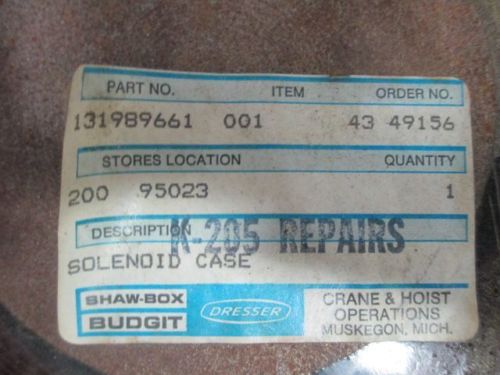 PART NO. ITEM ORDER NO.
131989661 001 43 49156
STORES LOCATION QUANTITY
200 95023 1
DESCRIPTION K-205 REPAIRS
SOLENOID CASE
SHAW-BOX
BUDGIT
DRESSER
CRANE & HOIST
OPERATIONS
MUSKEGON, MICH.